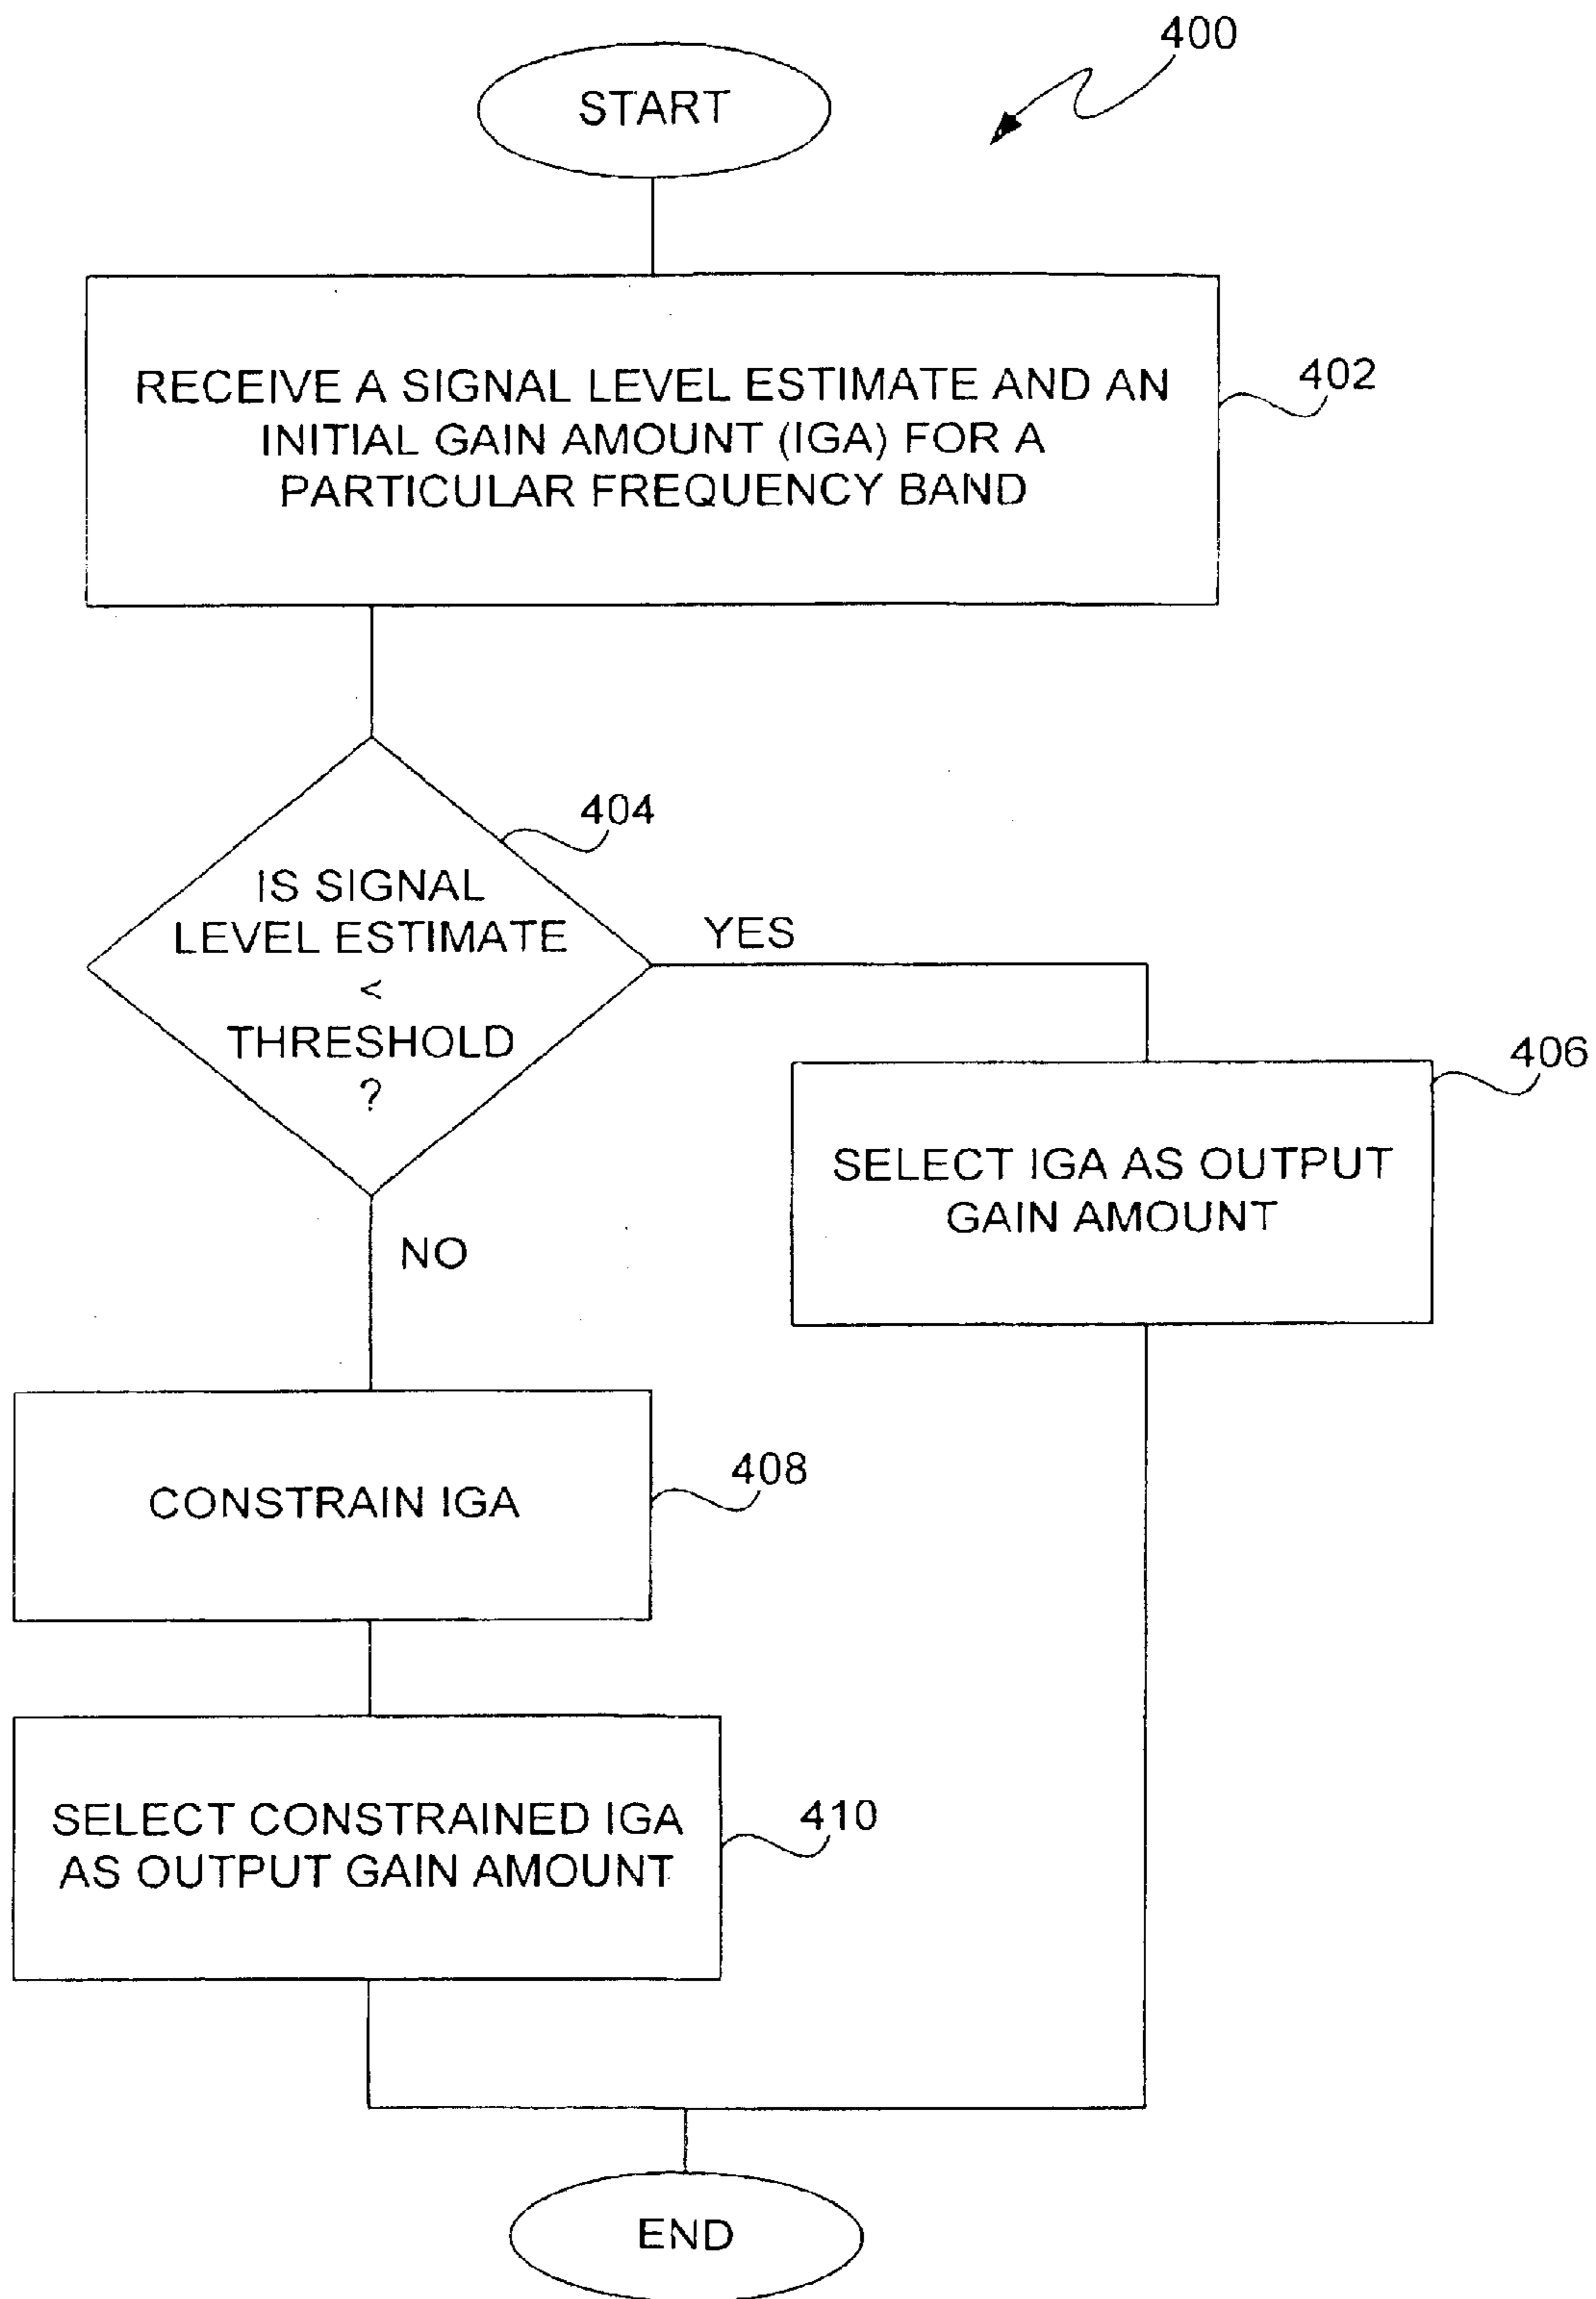 400
START
RECEIVE A SIGNAL LEVEL ESTIMATE AND AN
INITIAL GAIN AMOUNT (IGA) FOR A
PARTICULAR FREQUENCY BAND
402
404
IS SIGNAL
LEVEL ESTIMATE
<
THRESHOLD
?
YES
NO
406
SELECT IGA AS OUTPUT
GAIN AMOUNT
CONSTRAIN IGA
408
SELECT CONSTRAINED IGA
AS OUTPUT GAIN AMOUNT
410
END